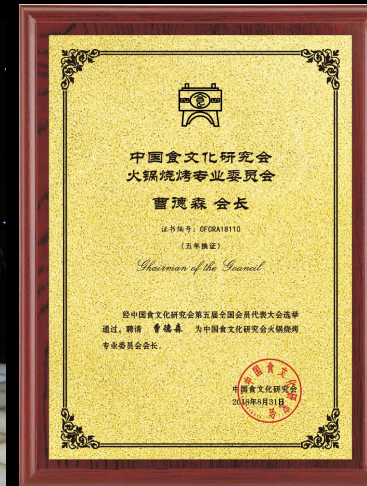 中国食文化研究会
火锅烧烤专业委员会
曹德森 会长
证书编号：GFCRA18110
（五年换证）
Chairman of the Council
经中国食文化研究会第五届全国会员代表大会选举
通过，聘请 曹德森 为中国食文化研究会火锅烧烤
专业委员会会长。
中国食文化研究会
2018年8月31日